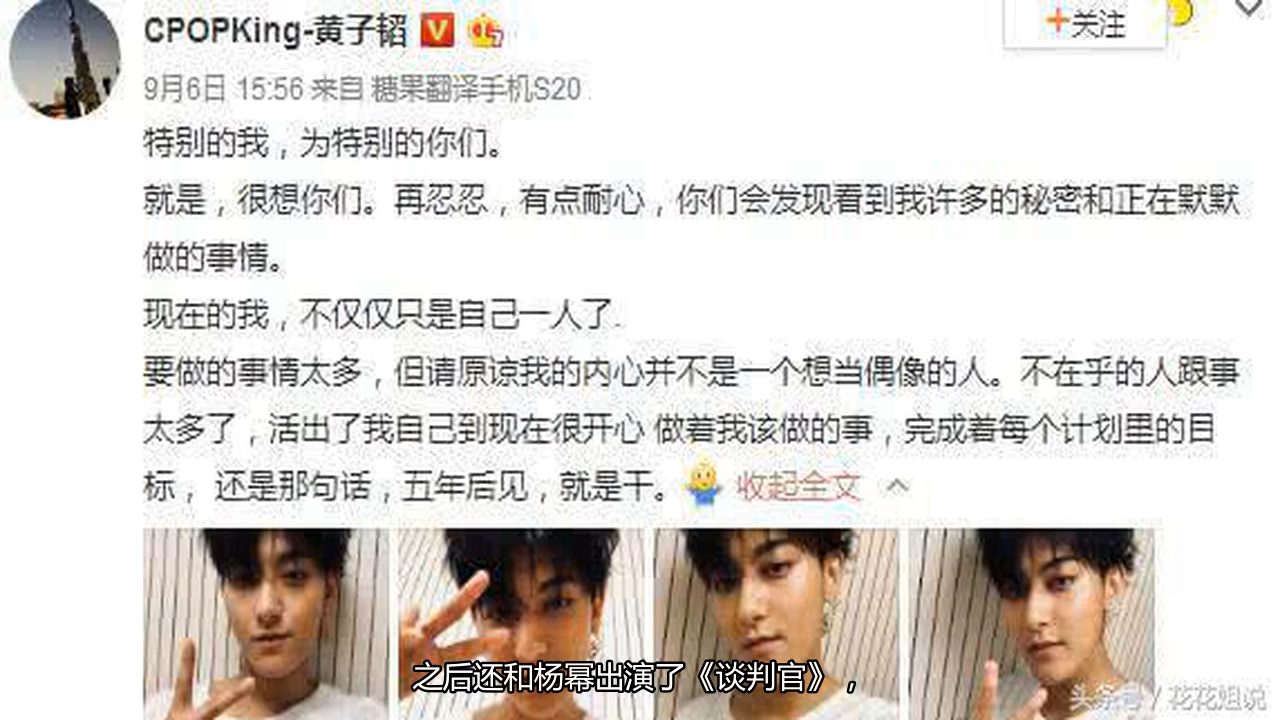 CPOPKing-黄子韬
+关注
9月6日 15:56 来自 糖果翻译手机S20
特别的我，为特别的你们。
就是，很想你们。再忍忍，有点耐心，你们会发现看到我许多的秘密和正在默默
做的事情。
现在的我，不仅仅只是自己一人了.
要做的事情太多，但请原谅我的内心并不是一个想当偶像的人。不在乎的人跟事
太多了，活出了我自己到现在很开心 做着我该做的事，完成着每个计划里的目
标， 还是那句话，五年后见，就是干。 收起全文
之后还和杨幂出演了《谈判官》，
头条号 / 花花姐说